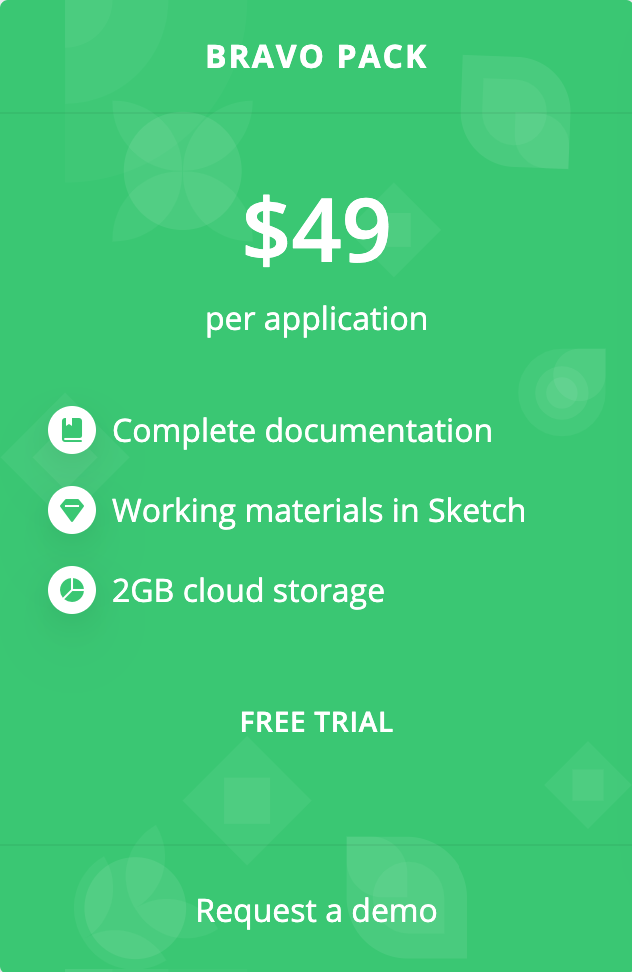 BRAVO PACK
$49
per application
Complete documentation
Working materials in Sketch
2GB cloud storage
FREE TRIAL
Request a demo